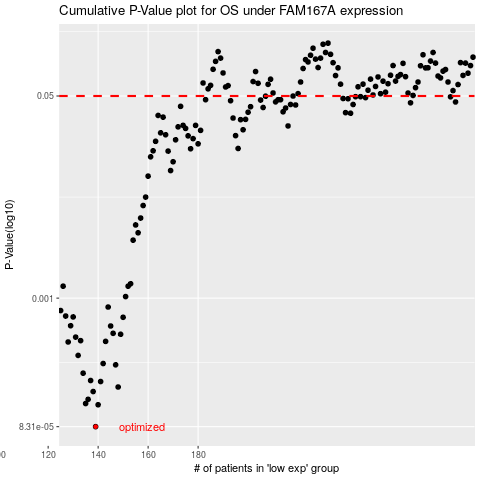 Cumulative P-Value plot for OS under FAM167A expression
P-Value(log10)
0.05
0.001
8.31e-05
optimized
00 120 140 160 180
# of patients in 'low exp' group